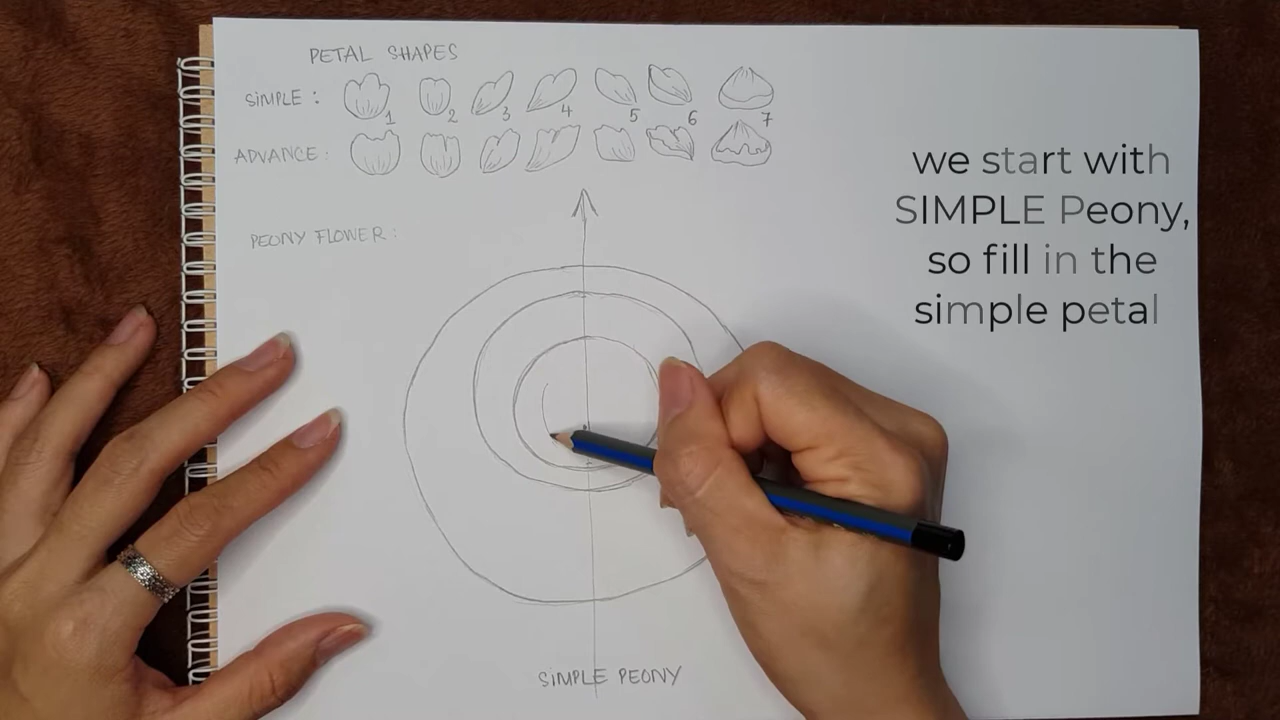 PETAL SHAPES
SIMPLE :
1 2 3 4 5 6 7
ADVANCE:
PEONY FLOWER:
SIMPLE PEONY
we start with
SIMPLE Peony,
so fill in the
simple petal